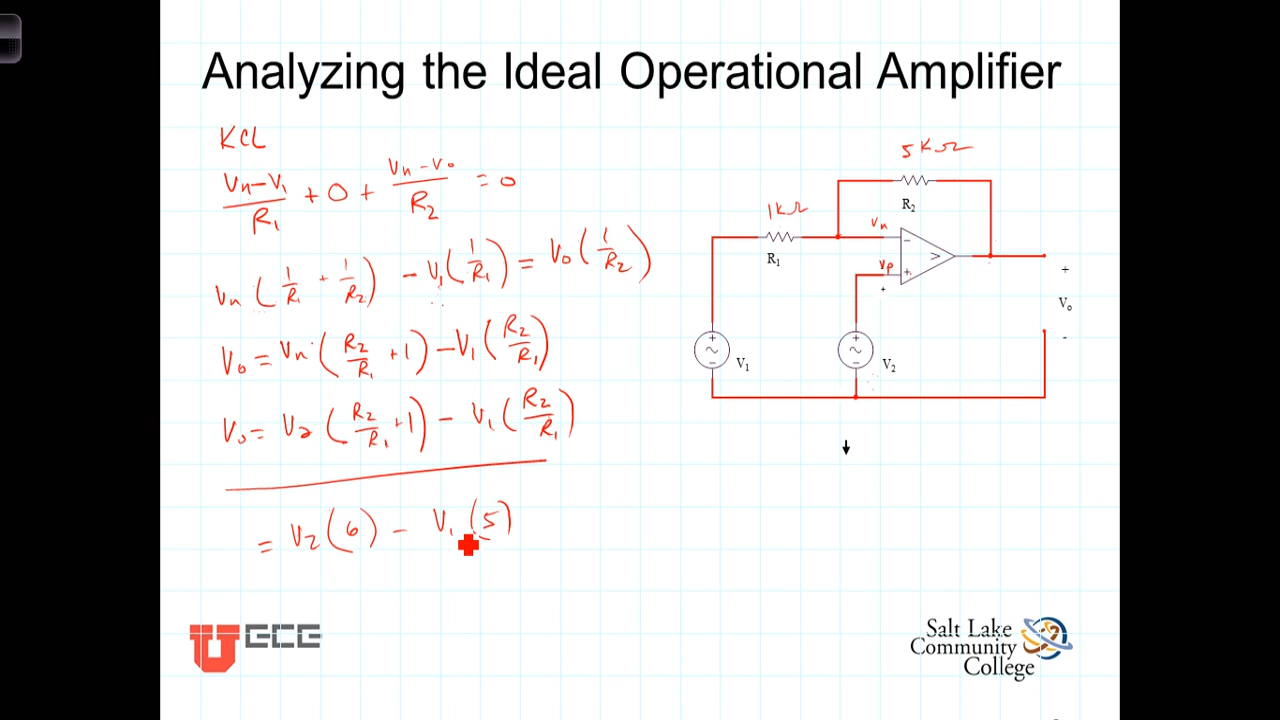 Analyzing the Ideal Operational Amplifier
KCL
(Vn-V1)/R1 + 0 + (Vn-Vo)/R2 = 0
Vn (1/R1 + 1/R2) - V1 (1/R1) = Vo (1/R2)
Vo = Vn (R2/R1 + 1) - V1 (R2/R1)
Vo = V2 (R2/R1 + 1) - V1 (R2/R1)
= V2 (6) - V1 (5)
5KΩ
R2
1KΩ
R1
Vn
-
>
Vp
+
+
+
Vo
-
+
~
-
V1
+
~
-
V2
U ECE
Salt Lake
Community
College